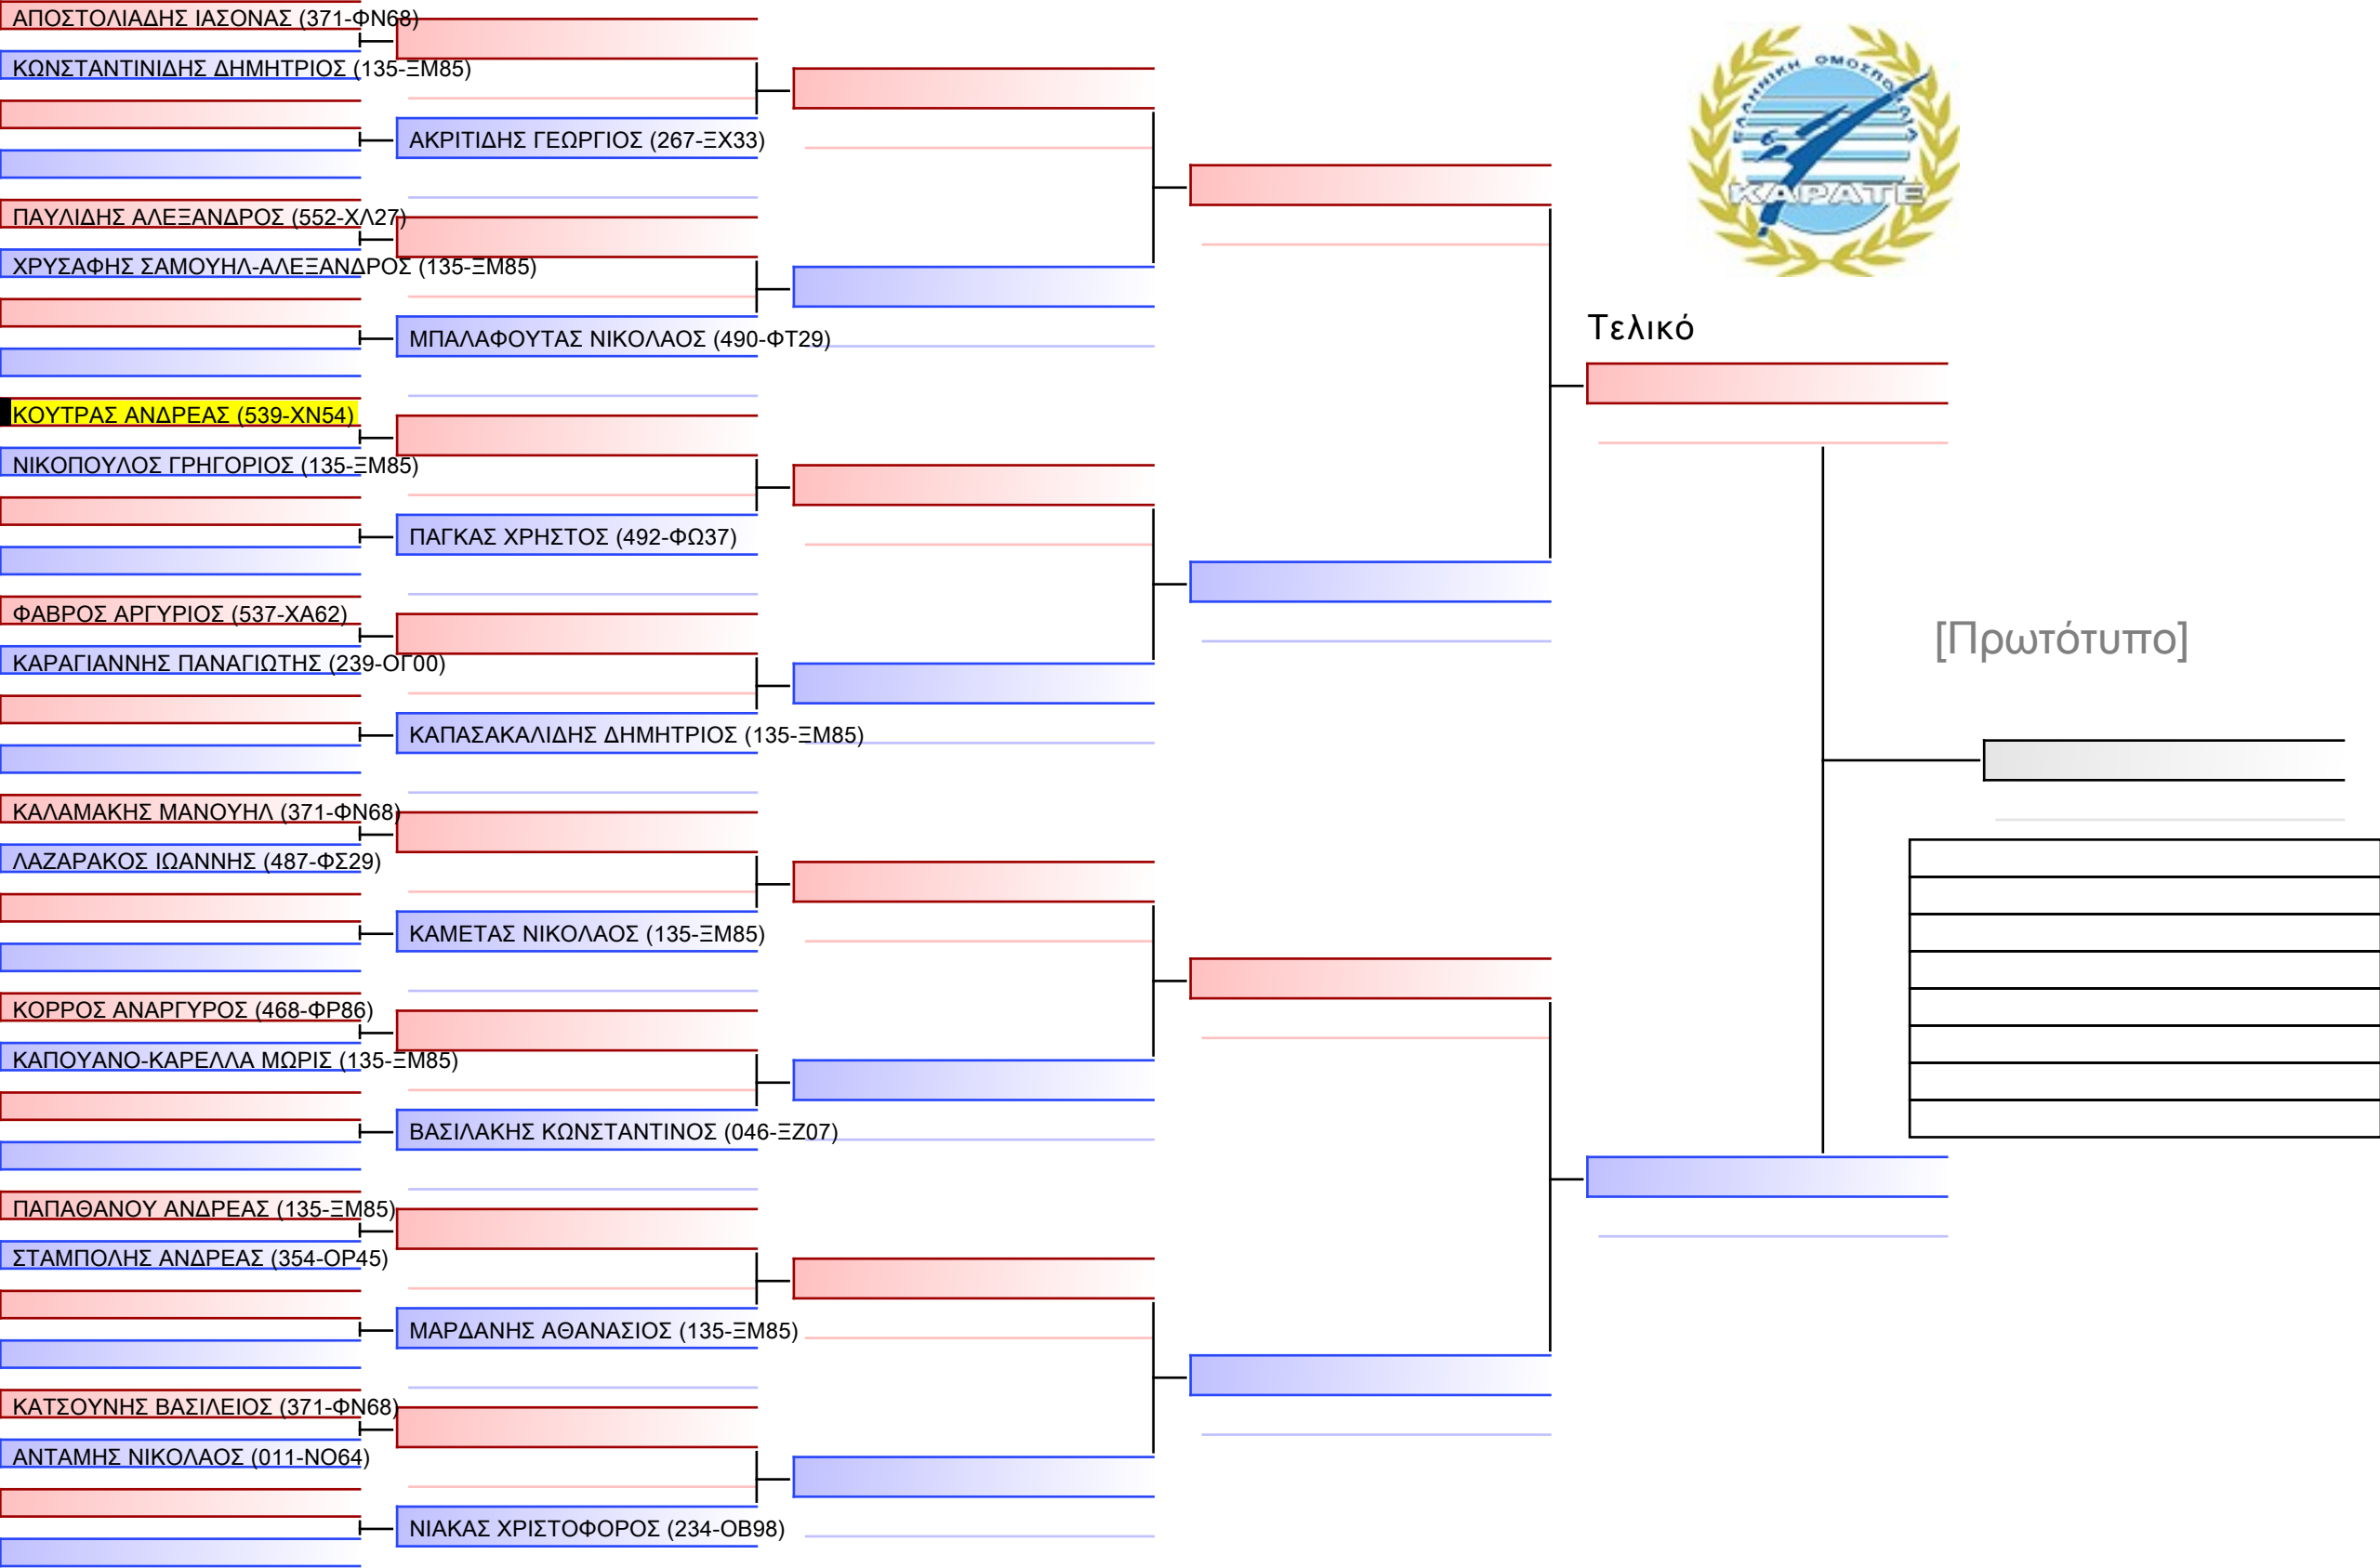 ΑΠΟΣΤΟΛΙΑΔΗΣ ΙΑΣΟΝΑΣ (371-ΦΝ68)
ΚΩΝΣΤΑΝΤΙΝΙΔΗΣ ΔΗΜΗΤΡΙΟΣ (135-ΞΜ85)
ΑΚΡΙΤΙΔΗΣ ΓΕΩΡΓΙΟΣ (267-ΞΧ33)
ΠΑΥΛΙΔΗΣ ΑΛΕΞΑΝΔΡΟΣ (552-ΧΛ27)
ΧΡΥΣΑΦΗΣ ΣΑΜΟΥΗΛ-ΑΛΕΞΑΝΔΡΟΣ (135-ΞΜ85)
ΜΠΑΛΑΦΟΥΤΑΣ ΝΙΚΟΛΑΟΣ (490-ΦΤ29)
ΚΟΥΤΡΑΣ ΑΝΔΡΕΑΣ (539-ΧΝ54)
ΝΙΚΟΠΟΥΛΟΣ ΓΡΗΓΟΡΙΟΣ (135-ΞΜ85)
ΠΑΓΚΑΣ ΧΡΗΣΤΟΣ (492-ΦΩ37)
ΦΑΒΡΟΣ ΑΡΓΥΡΙΟΣ (537-ΧΑ62)
ΚΑΡΑΓΙΑΝΝΗΣ ΠΑΝΑΓΙΩΤΗΣ (239-ΟΓ00)
ΚΑΠΑΣΑΚΑΛΙΔΗΣ ΔΗΜΗΤΡΙΟΣ (135-ΞΜ85)
ΚΑΛΑΜΑΚΗΣ ΜΑΝΟΥΗΛ (371-ΦΝ68)
ΛΑΖΑΡΑΚΟΣ ΙΩΑΝΝΗΣ (487-ΦΣ29)
ΚΑΜΕΤΑΣ ΝΙΚΟΛΑΟΣ (135-ΞΜ85)
ΚΟΡΡΟΣ ΑΝΑΡΓΥΡΟΣ (468-ΦΡ86)
ΚΑΠΟΥΑΝΟ-ΚΑΡΕΛΛΑ ΜΩΡΙΣ (135-ΞΜ85)
ΒΑΣΙΛΑΚΗΣ ΚΩΝΣΤΑΝΤΙΝΟΣ (046-ΞΖ07)
ΠΑΠΑΘΑΝΟΥ ΑΝΔΡΕΑΣ (135-ΞΜ85)
ΣΤΑΜΠΟΛΗΣ ΑΝΔΡΕΑΣ (354-ΟΡ45)
ΜΑΡΔΑΝΗΣ ΑΘΑΝΑΣΙΟΣ (135-ΞΜ85)
ΚΑΤΣΟΥΝΗΣ ΒΑΣΙΛΕΙΟΣ (371-ΦΝ68)
ΑΝΤΑΜΗΣ ΝΙΚΟΛΑΟΣ (011-ΝΟ64)
ΝΙΑΚΑΣ ΧΡΙΣΤΟΦΟΡΟΣ (234-ΟΒ98)
ΕΛΛΗΝΙΚΗ ΟΜΟΣΠΟΝΔΙΑ
ΚΑΡΑΤΕ
Τελικό
[Πρωτότυπο]